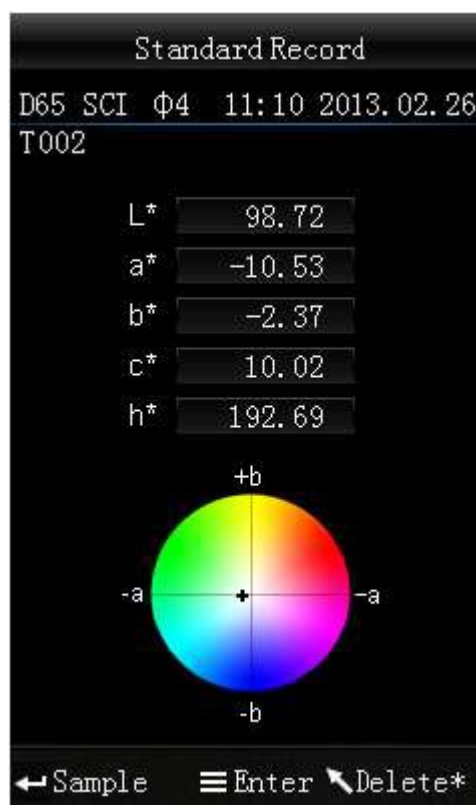 Standard Record
D65 SCI Φ4 11:10 2013.02.26
T002
L* 98.72
a* -10.53
b* -2.37
c* 10.02
h* 192.69
+b
-a -a
-b
Sample Enter Delete*